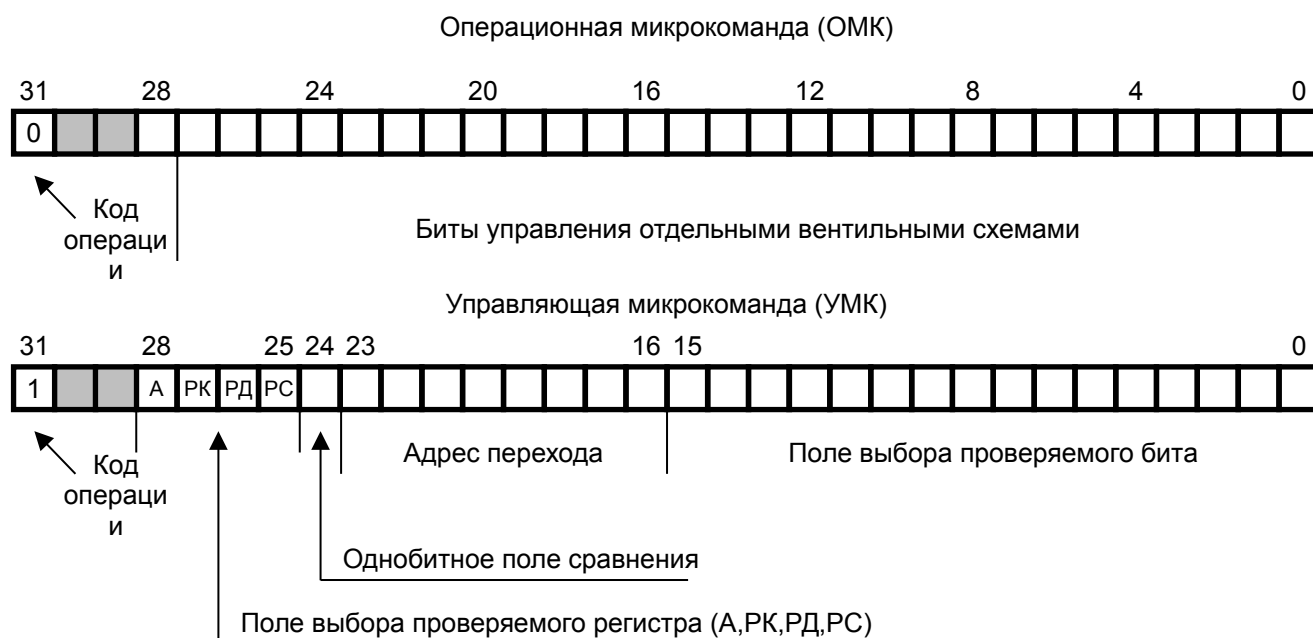 Операционная микрокоманда (ОМК)
31 28 24 20 16 12 8 4 0
0
Код
операци
и
Биты управления отдельными вентильными схемами
Управляющая микрокоманда (УМК)
31 28 25 24 23 16 15 0
1 А РК РД РС
Код
операци
и
Адрес перехода
Поле выбора проверяемого бита
Однобитное поле сравнения
Поле выбора проверяемого регистра (А,РК,РД,РС)